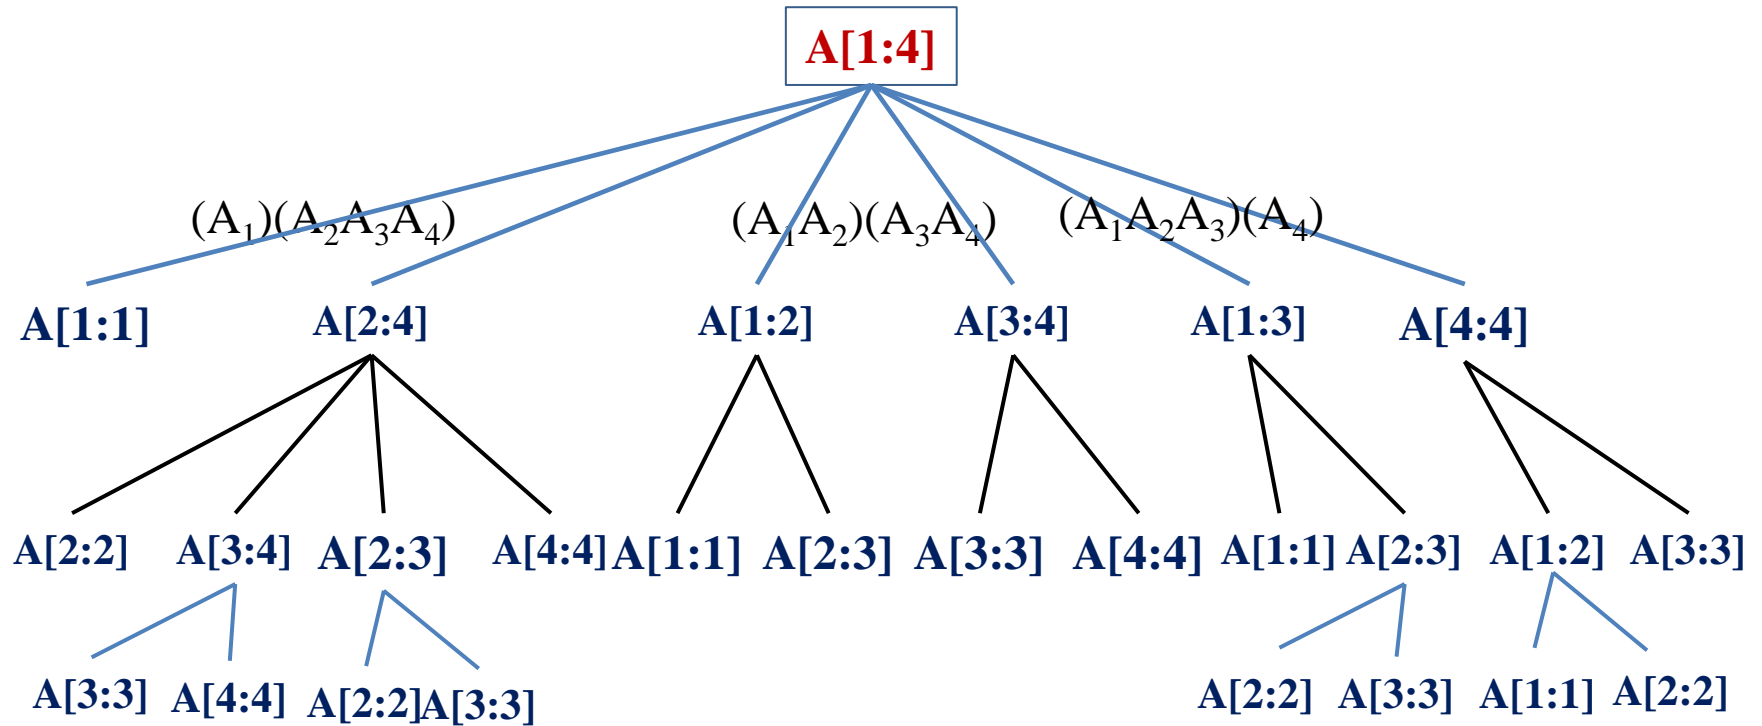 A[1:4]
(A₁)(A₂A₃A₄) (A₁A₂)(A₃A₄) (A₁A₂A₃)(A₄)
A[1:1] A[2:4] A[1:2] A[3:4] A[1:3] A[4:4]
A[2:2] A[3:4] A[2:3] A[4:4] A[1:1] A[2:3] A[3:3] A[4:4] A[1:1] A[2:3] A[1:2] A[3:3]
A[3:3] A[4:4] A[2:2] A[3:3] A[2:2] A[3:3] A[1:1] A[2:2]